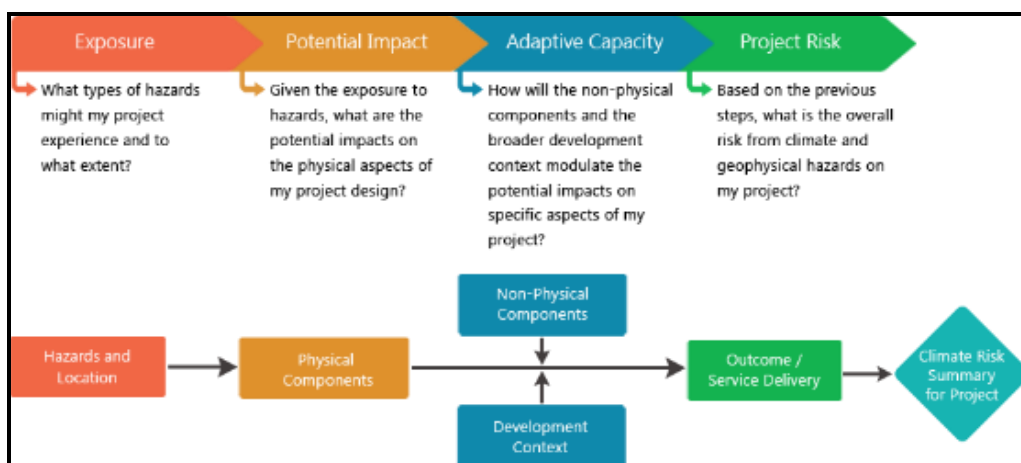 Exposure
Potential Impact
Adaptive Capacity
Project Risk
What types of hazards
might my project
experience and to
what extent?
Given the exposure to
hazards, what are the
potential impacts on
the physical aspects of
my project design?
How will the non-physical
components and the
broader development
context modulate the
potential impacts on
specific aspects of my
project?
Based on the previous
steps, what is the overall
risk from climate and
geophysical hazards on
my project?
Non-Physical
Components
Hazards and
Location
Physical
Components
Outcome /
Service Delivery
Climate Risk
Summary
for Project
Development
Context